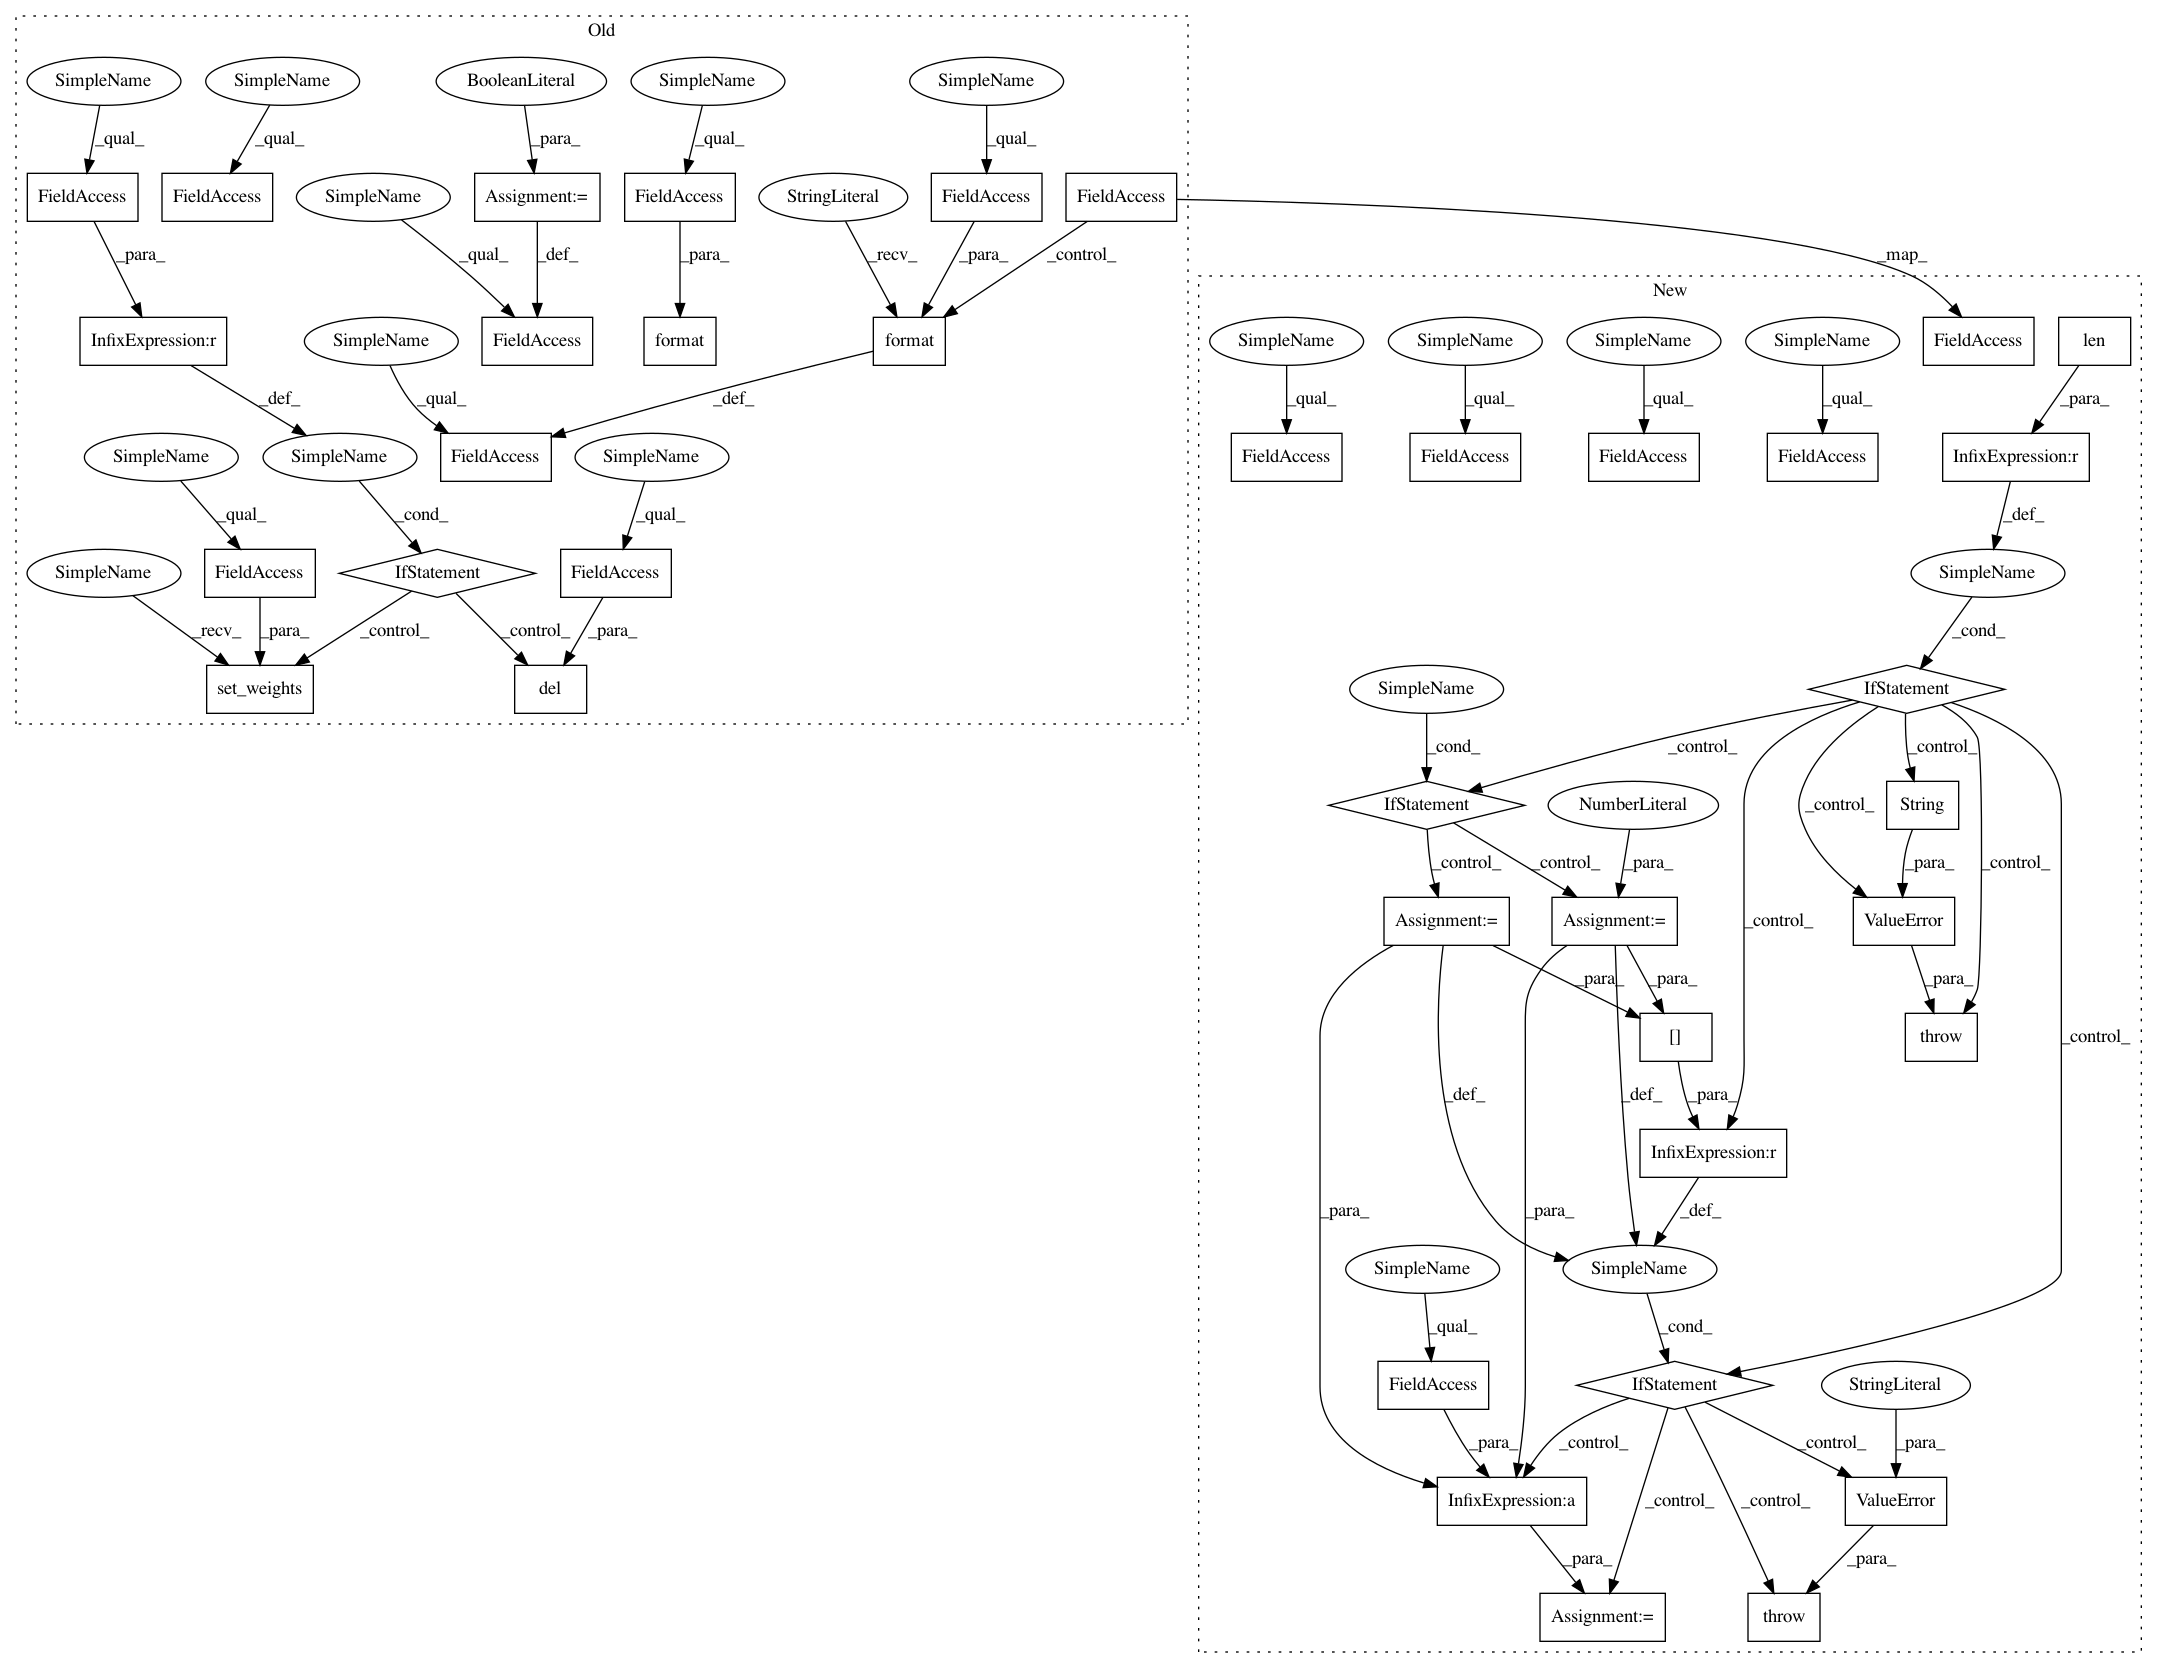 Old
SimpleName
SimpleName
BooleanLiteral
SimpleName
SimpleName
_qual_
_qual_
_para_
_qual_
_qual_
FieldAccess
FieldAccess
SimpleName
Assignment:=
FieldAccess
StringLiteral
FieldAccess
FieldAccess
_para_
_qual_
_def_
_para_
_recv_
_para_
_control_
_map_
New
InfixExpression:r
SimpleName
FieldAccess
format
format
SimpleName
SimpleName
SimpleName
SimpleName
FieldAccess
len
_def_
_qual_
_def_
_qual_
_qual_
_qual_
_qual_
_para_
SimpleName
SimpleName
FieldAccess
SimpleName
FieldAccess
FieldAccess
FieldAccess
FieldAccess
InfixExpression:r
_qual_
_cond_
_qual_
_def_
SimpleName
FieldAccess
IfStatement
FieldAccess
SimpleName
_recv_
_para_
_control_
_control_
_para_
_cond_
set_weights
del
SimpleName
IfStatement
_cond_
_control_
_control_
IfStatement
NumberLiteral
_control_
String
_control_
_control_
_para_
_para_
_control_
Assignment:=
Assignment:=
_control_
ValueError
_para_
_para_
_para_
[]
throw
_control_
_def_
_def_
_para_
InfixExpression:r
_para_
_para_
_def_
SimpleName
SimpleName
_qual_
_cond_
FieldAccess
IfStatement
StringLiteral
_para_
_control_
_control_
_para_
InfixExpression:a
ValueError
_control_
_control_
_para_
_para_
Assignment:=
throw